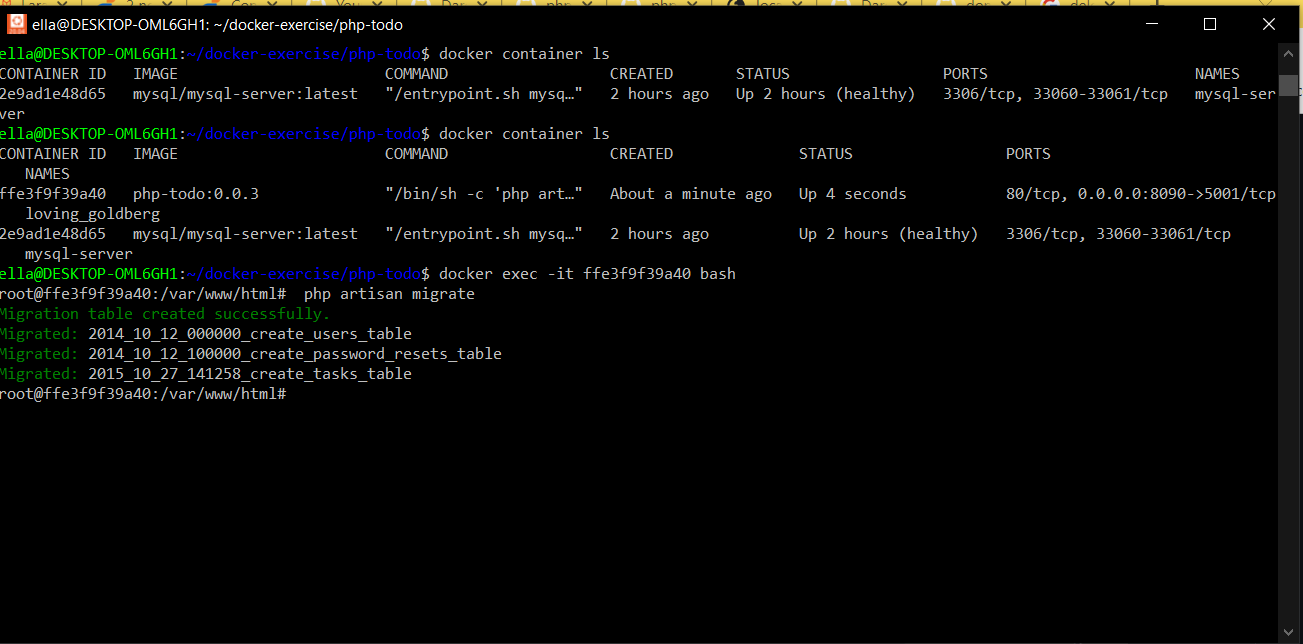 ella@DESKTOP-OML6GH1: ~/docker-exercise/php-todo
ella@DESKTOP-OML6GH1:~/docker-exercise/php-todo$ docker container ls
CONTAINER ID   IMAGE                       COMMAND                  CREATED       STATUS                 PORTS                       NAMES
2e9ad1e48d65   mysql/mysql-server:latest   "/entrypoint.sh mysq…"   2 hours ago   Up 2 hours (healthy)   3306/tcp, 33060-33061/tcp   mysql-ser
ver
ella@DESKTOP-OML6GH1:~/docker-exercise/php-todo$ docker container ls
CONTAINER ID   IMAGE                       COMMAND                  CREATED              STATUS                 PORTS
   NAMES
ffe3f9f39a40   php-todo:0.0.3              "/bin/sh -c 'php art…"   About a minute ago   Up 4 seconds           80/tcp, 0.0.0.0:8090->5001/tcp
   loving_goldberg
2e9ad1e48d65   mysql/mysql-server:latest   "/entrypoint.sh mysq…"   2 hours ago          Up 2 hours (healthy)   3306/tcp, 33060-33061/tcp
   mysql-server
ella@DESKTOP-OML6GH1:~/docker-exercise/php-todo$ docker exec -it ffe3f9f39a40 bash
root@ffe3f9f39a40:/var/www/html#  php artisan migrate
Migration table created successfully.
Migrated: 2014_10_12_000000_create_users_table
Migrated: 2014_10_12_100000_create_password_resets_table
Migrated: 2015_10_27_141258_create_tasks_table
root@ffe3f9f39a40:/var/www/html#